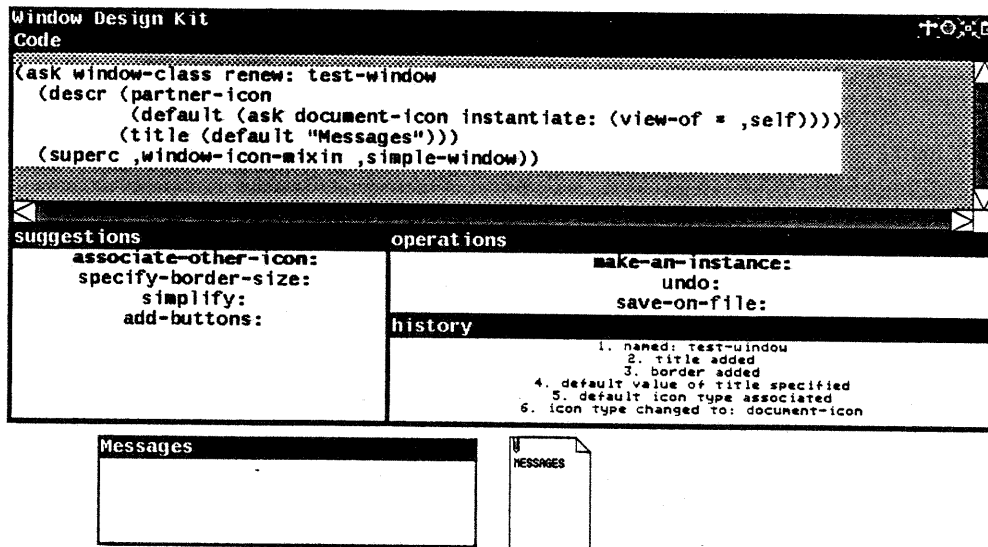 Window Design Kit
Code
(ask window-class renew: test-window
(descr (partner-icon
(default (ask document-icon instantiate: (view-of = ,self))))
(title (default "Messages")))
(superc ,window-icon-mixin ,simple-window))
suggestions
associate-other-icon:
specify-border-size:
simplify:
add-buttons:
operations
make-an-instance:
undo:
save-on-file:
history
1. named: test-window
2. title added
3. border added
4. default value of title specified
5. default icon type associated
6. icon type changed to: document-icon
Messages
MESSAGES